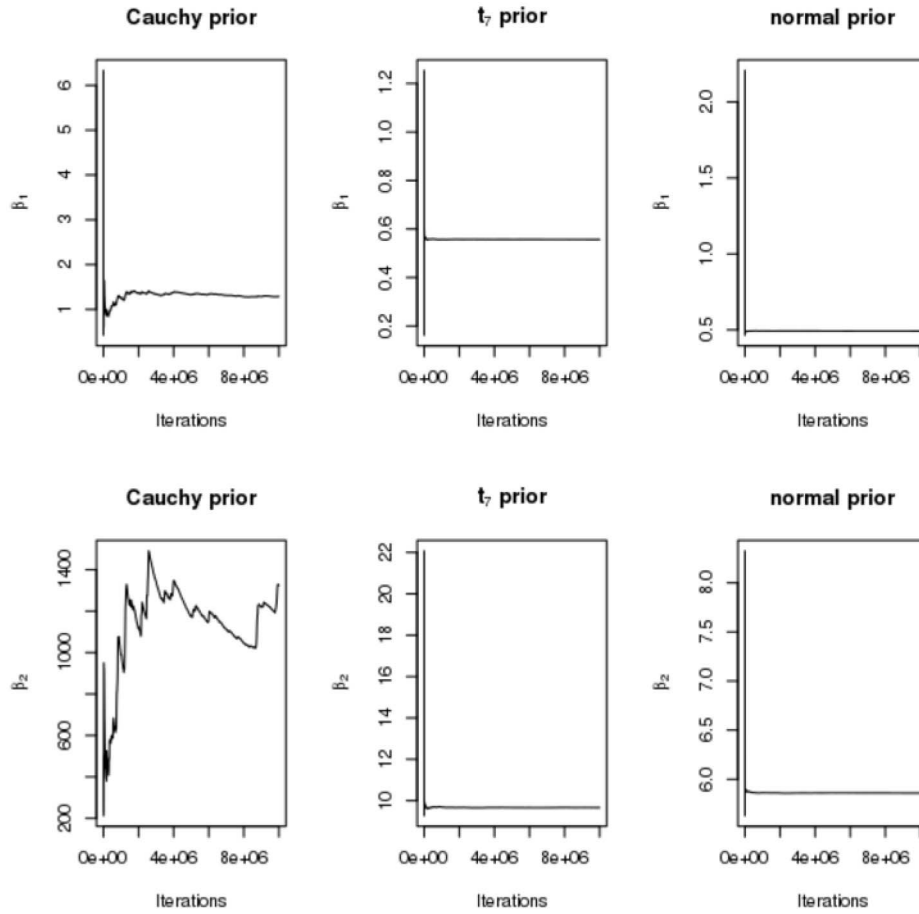 Cauchy prior
t₇ prior
normal prior
β₁
6
5
4
3
2
1
0e+00 4e+06 8e+06
Iterations
β₁
1.2
1.0
0.8
0.6
0.4
0.2
0e+00 4e+06 8e+06
Iterations
β₁
2.0
1.5
1.0
0.5
0e+00 4e+06 8e+06
Iterations
Cauchy prior
t₇ prior
normal prior
β₂
1400
1000
600
200
0e+00 4e+06 8e+06
Iterations
β₂
22
20
18
16
14
12
10
0e+00 4e+06 8e+06
Iterations
β₂
8.0
7.5
7.0
6.5
6.0
0e+00 4e+06 8e+06
Iterations